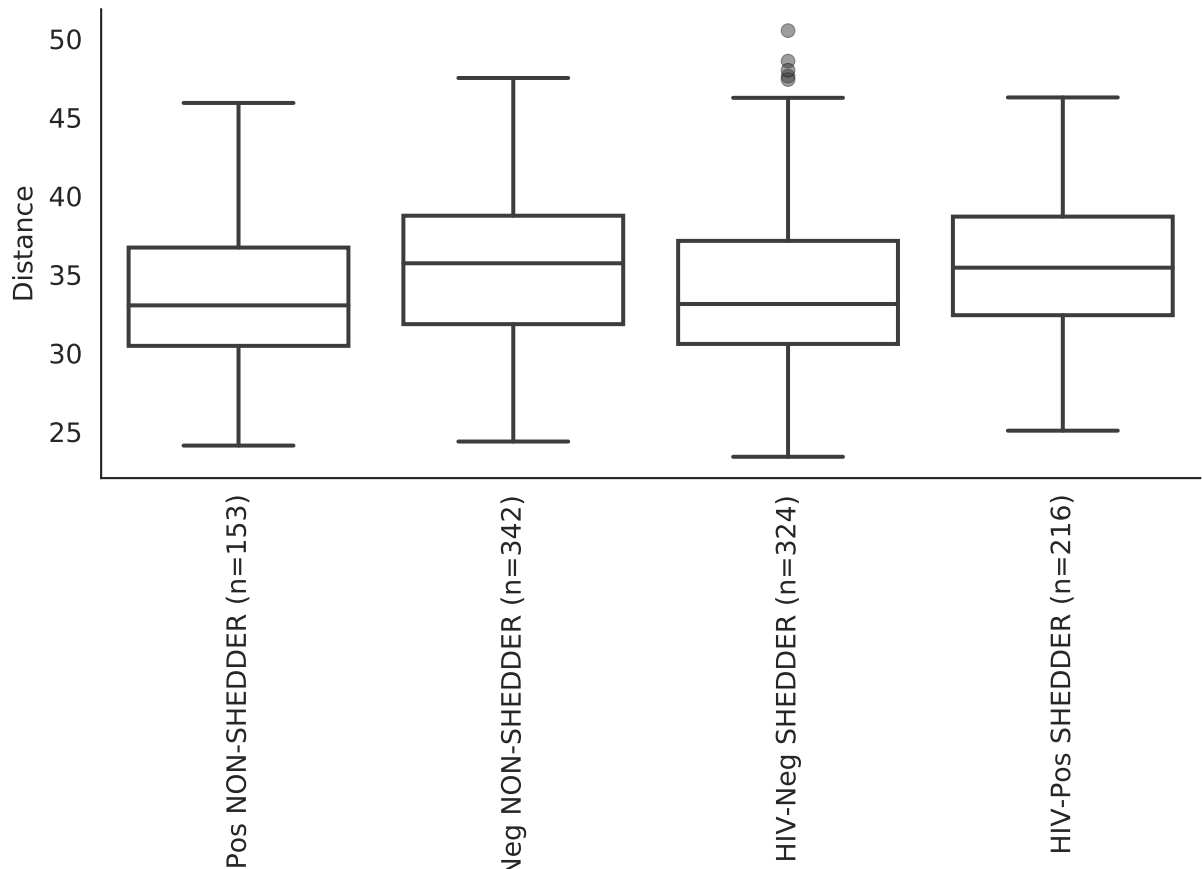 50
45
40
35
30
25
Distance
Pos NON-SHEDDER (n=153)
Neg NON-SHEDDER (n=342)
HIV-Neg SHEDDER (n=324)
HIV-Pos SHEDDER (n=216)